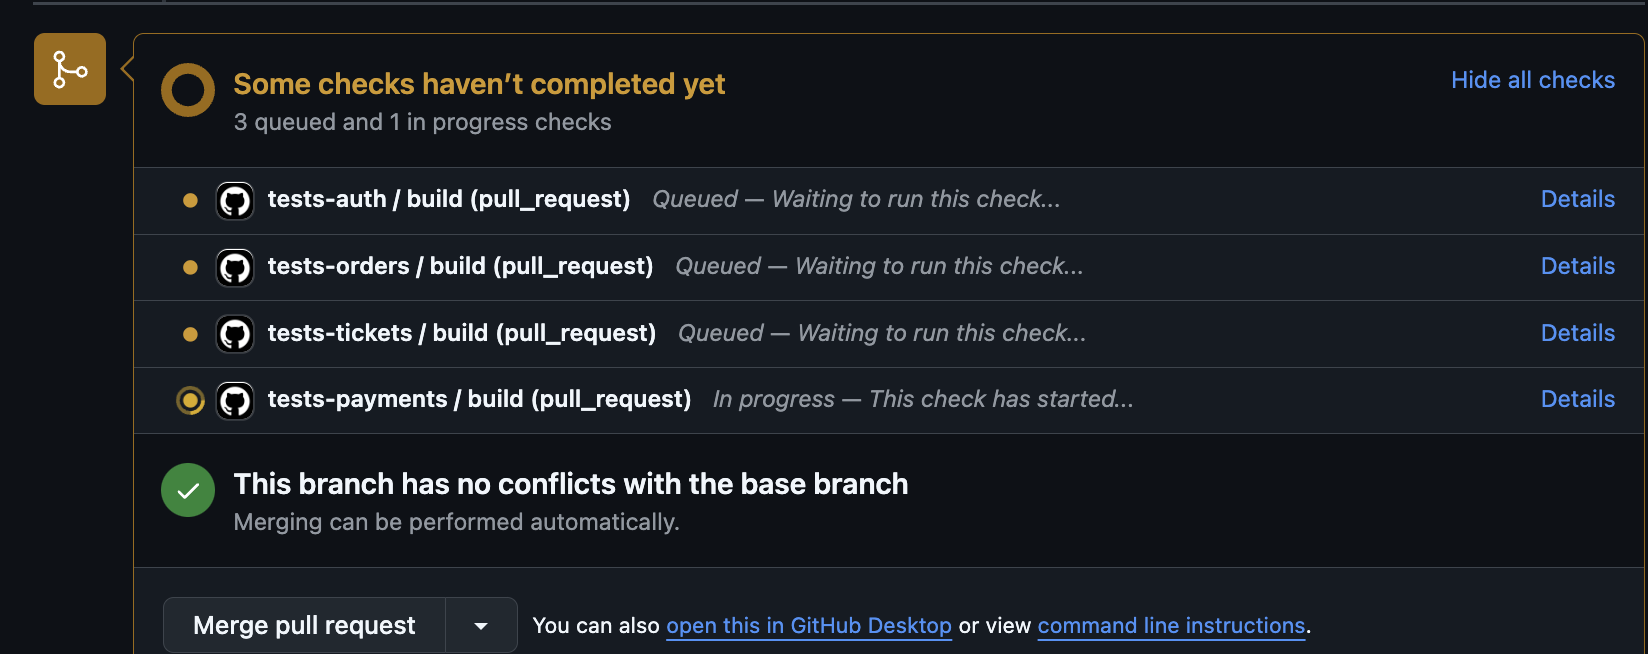 Some checks haven’t completed yet
Hide all checks
3 queued and 1 in progress checks
tests-auth / build (pull_request) Queued — Waiting to run this check... Details
tests-orders / build (pull_request) Queued — Waiting to run this check... Details
tests-tickets / build (pull_request) Queued — Waiting to run this check... Details
tests-payments / build (pull_request) In progress — This check has started... Details
This branch has no conflicts with the base branch
Merging can be performed automatically.
Merge pull request You can also open this in GitHub Desktop or view command line instructions.